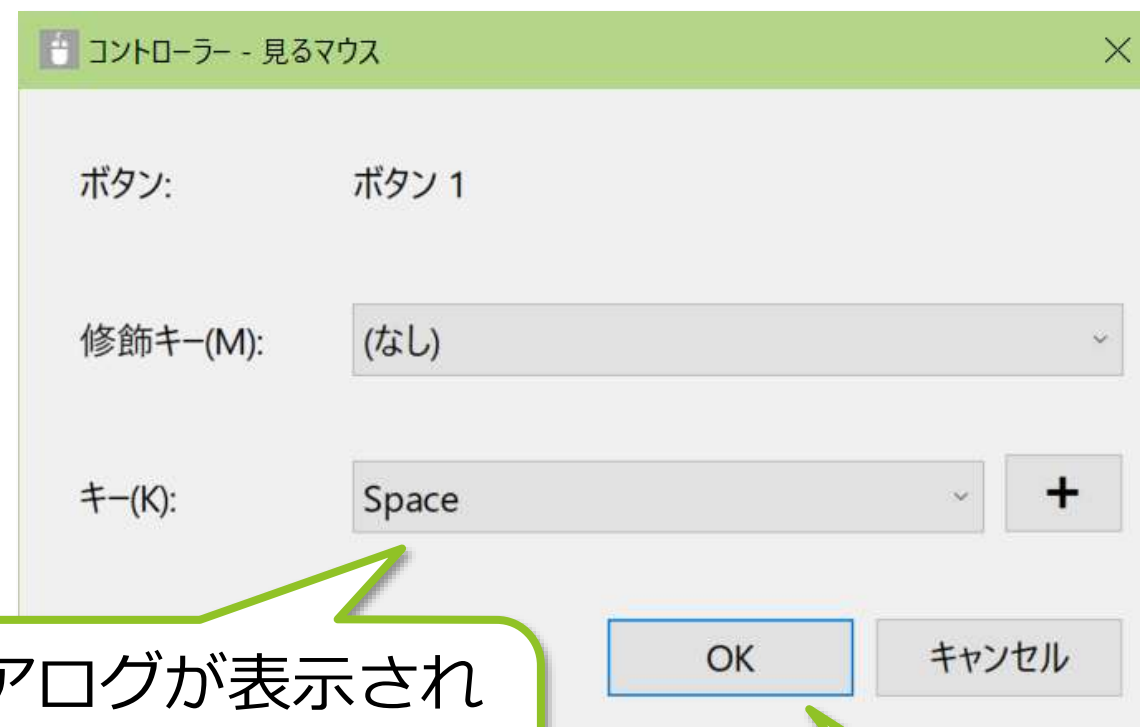 コントローラー - 見るマウス
ボタン: ボタン 1
修飾キー(M): (なし)
キー(K): Space +
アログが表示され
OK キャンセル